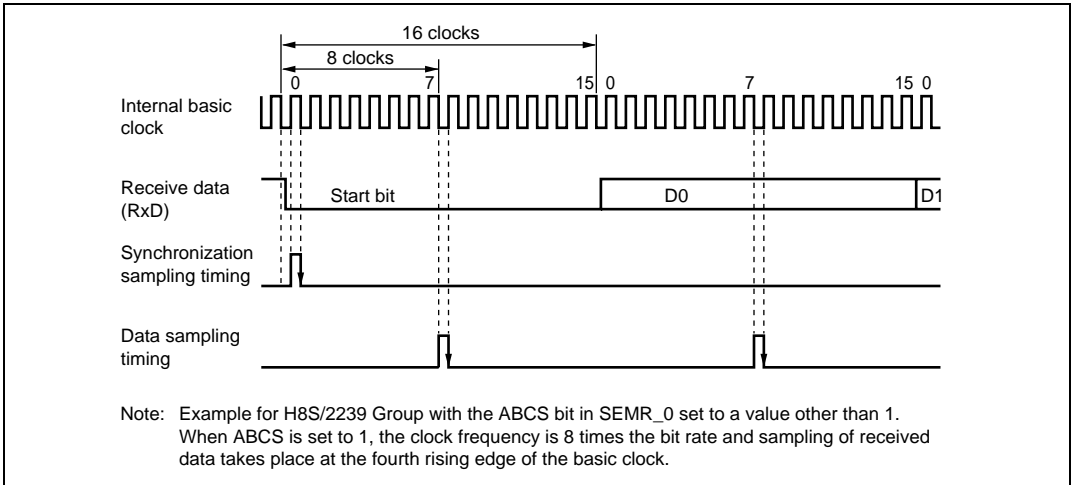 16 clocks
8 clocks
0 7 15 0 7 15 0
Internal basic
clock
Receive data
(RxD)
Start bit D0 D1
Synchronization
sampling timing
Data sampling
timing
Note: Example for H8S/2239 Group with the ABCS bit in SEMR_0 set to a value other than 1.
When ABCS is set to 1, the clock frequency is 8 times the bit rate and sampling of received
data takes place at the fourth rising edge of the basic clock.